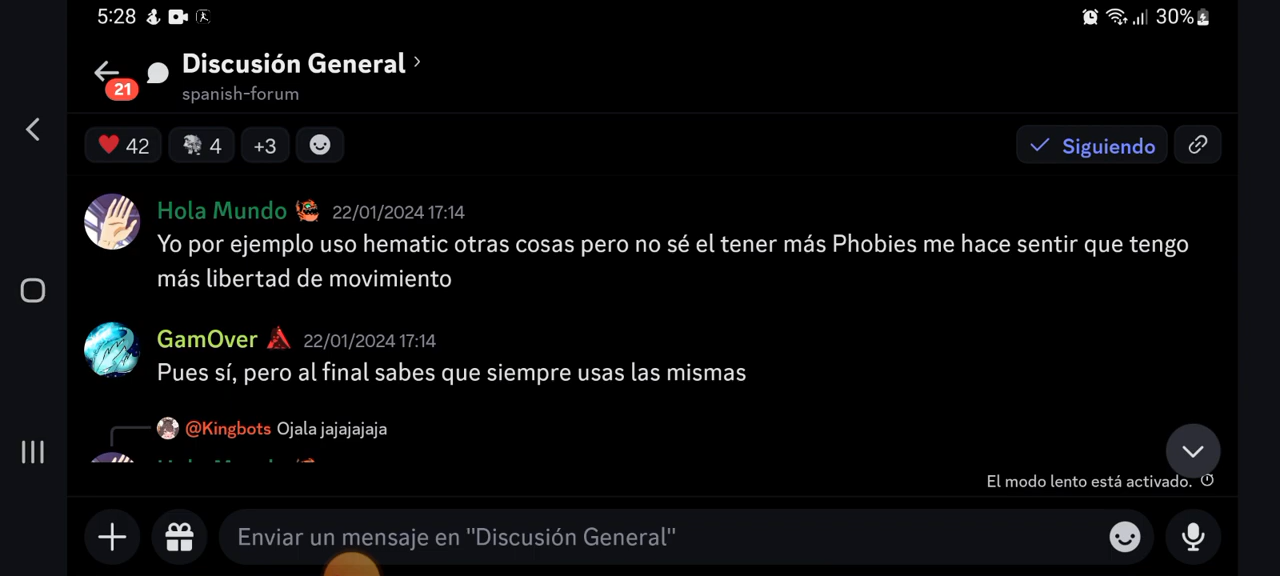 5:28
30%
Discusión General
21
spanish-forum
42 4 +3
Siguiendo
Hola Mundo 22/01/2024 17:14
Yo por ejemplo uso hematic otras cosas pero no sé el tener más Phobies me hace sentir que tengo
más libertad de movimiento
GamOver 22/01/2024 17:14
Pues sí, pero al final sabes que siempre usas las mismas
@Kingbots Ojala jajajajaja
El modo lento está activado.
Enviar un mensaje en "Discusión General"